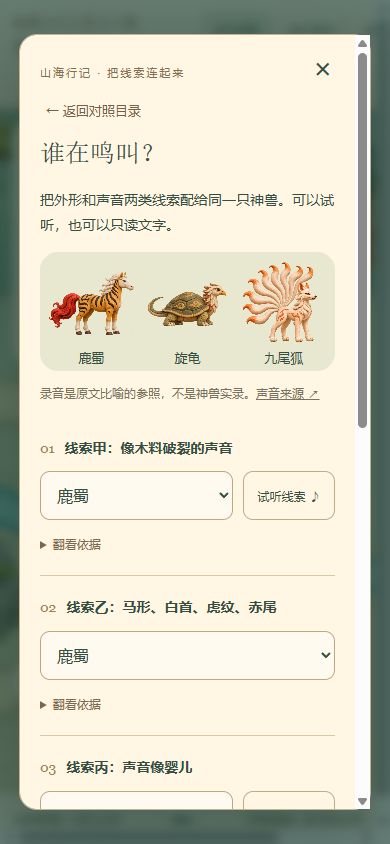 山海行记 · 把线索连起来
✕
← 返回对照目录
谁在鸣叫？
把外形和声音两类线索配给同一只神兽。可以试
听，也可以只读文字。
鹿蜀
旋龟
九尾狐
录音是原文比喻的参照，不是神兽实录。声音来源 ↗
01 线索甲：像木料破裂的声音
鹿蜀
试听线索 ♪
▶ 翻看依据
02 线索乙：马形、白首、虎纹、赤尾
鹿蜀
▶ 翻看依据
03 线索丙：声音像婴儿